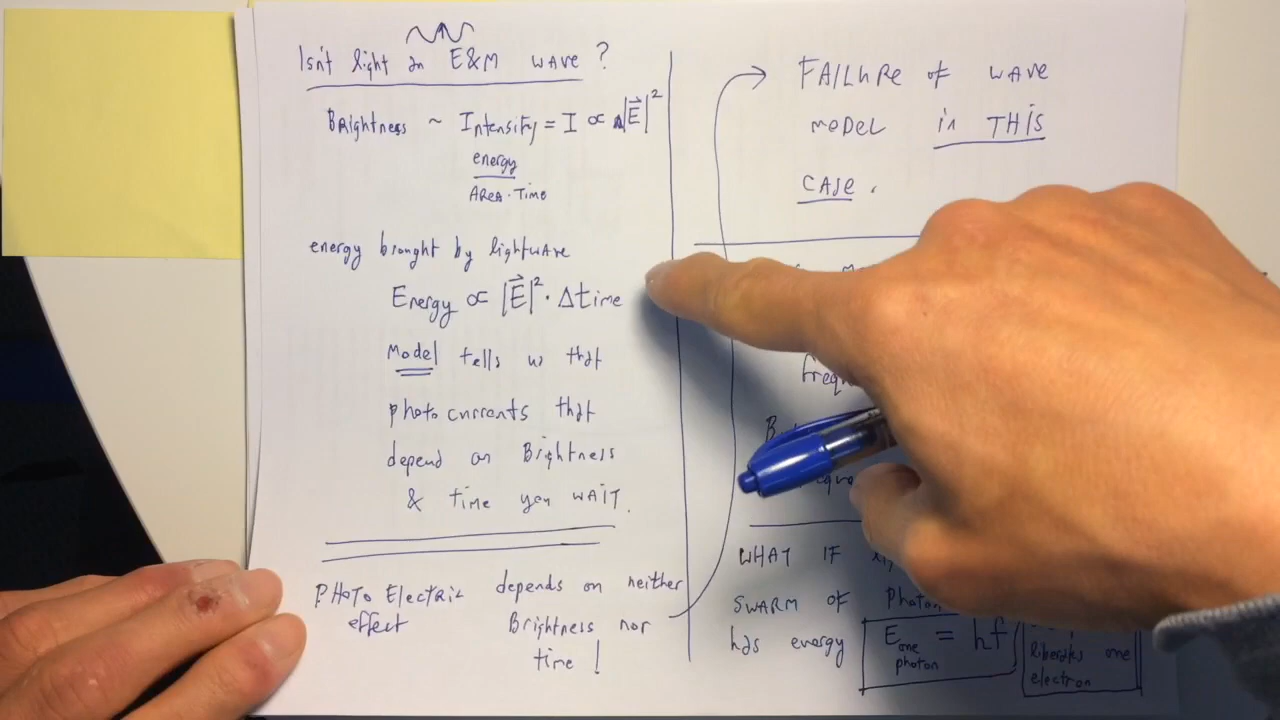 Isn't light an E&M wave?
Brightness ~ Intensity = I ∝ |E⃗|²
energy
Area · Time
energy brought by lightwave
Energy ∝ |E⃗|² · Δtime
Model tells us that
photocurrents that
depend on Brightness
& time you WAIT.
PHOTO Electric depends on neither
effect Brightness nor
time!
FAILURE of wave
model in THIS
CASE.
WHAT IF
SWARM OF
has energy E one photon = hf
liberates one
electron